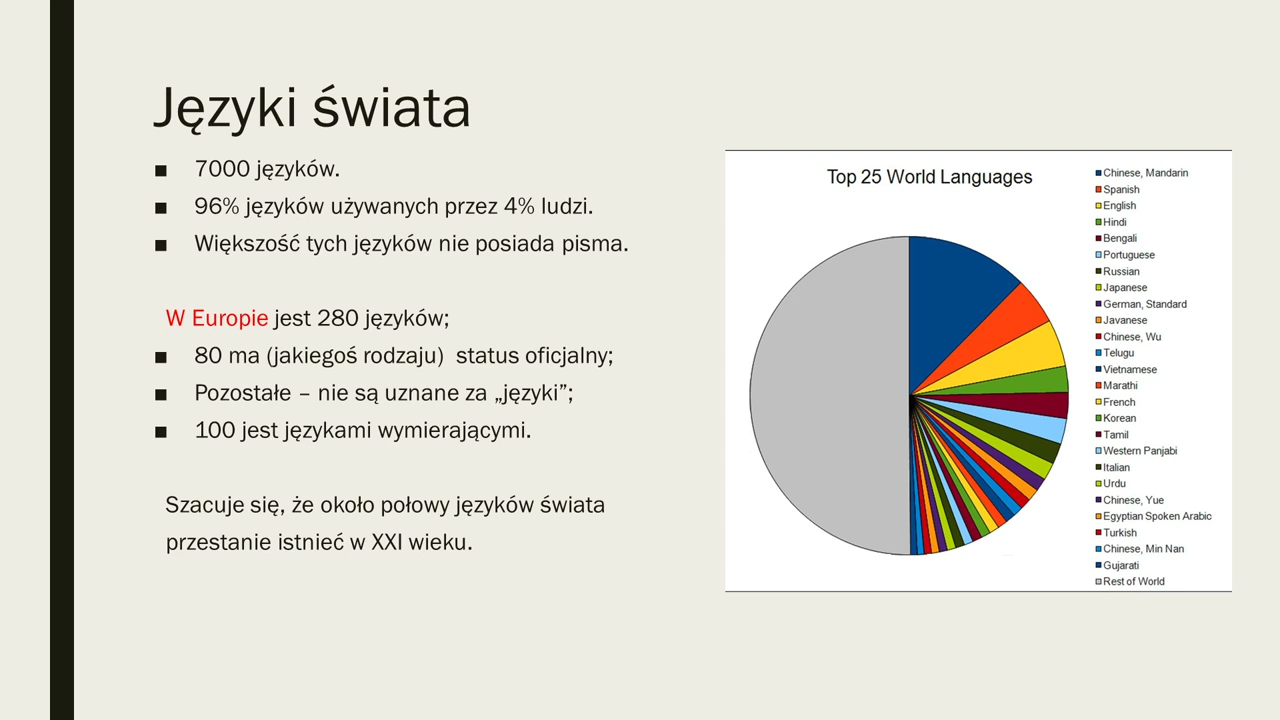 Języki świata
■ 7000 języków.
■ 96% języków używanych przez 4% ludzi.
■ Większość tych języków nie posiada pisma.
W Europie jest 280 języków;
■ 80 ma (jakiegoś rodzaju)  status oficjalny;
■ Pozostałe – nie są uznane za „języki”;
■ 100 jest językami wymierającymi.
Szacuje się, że około połowy języków świata
przestanie istnieć w XXI wieku.
Top 25 World Languages
Chinese, Mandarin
Spanish
English
Hindi
Bengali
Portuguese
Russian
Japanese
German, Standard
Javanese
Chinese, Wu
Telugu
Vietnamese
Marathi
French
Korean
Tamil
Western Panjabi
Italian
Urdu
Chinese, Yue
Egyptian Spoken Arabic
Turkish
Chinese, Min Nan
Gujarati
Rest of World